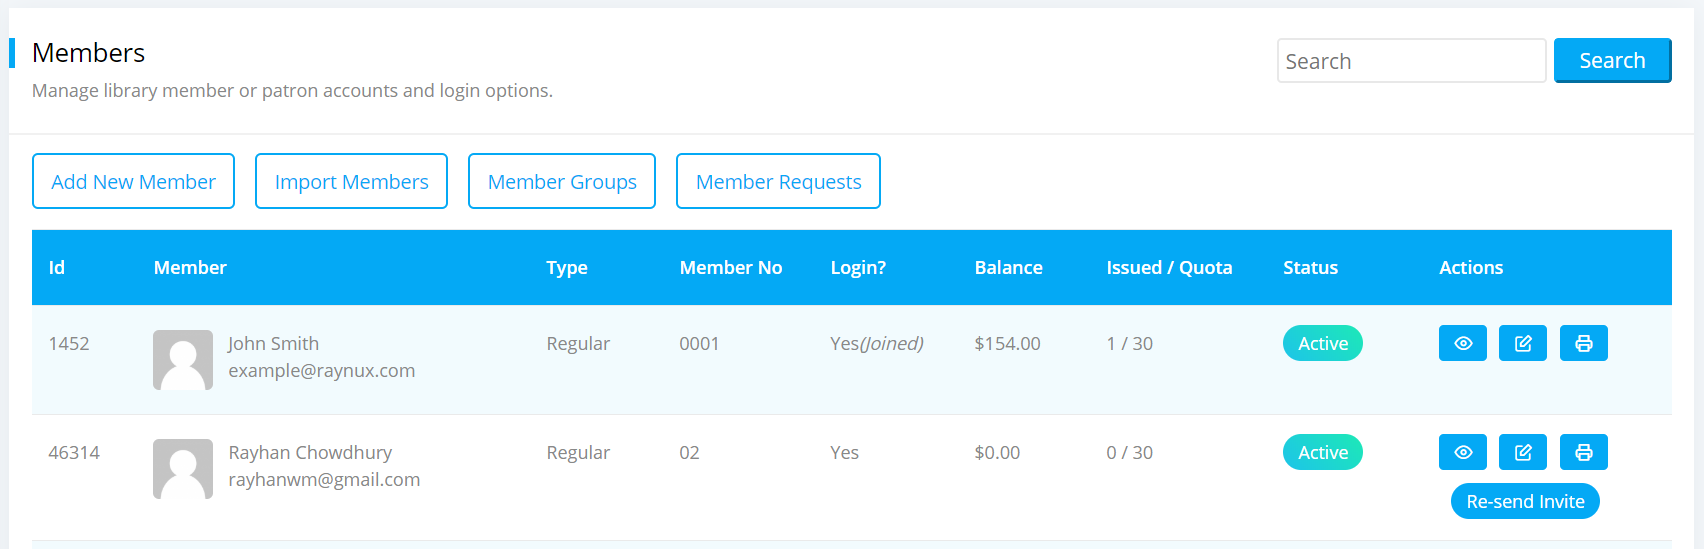 Members
Manage library member or patron accounts and login options.
Search Search
Add New Member Import Members Member Groups Member Requests
Id Member Type Member No Login? Balance Issued / Quota Status Actions
1452 John Smith Regular 0001 Yes(Joined) $154.00 1 / 30 Active
example@raynux.com
46314 Rayhan Chowdhury Regular 02 Yes $0.00 0 / 30 Active
rayhanwm@gmail.com
Re-send Invite